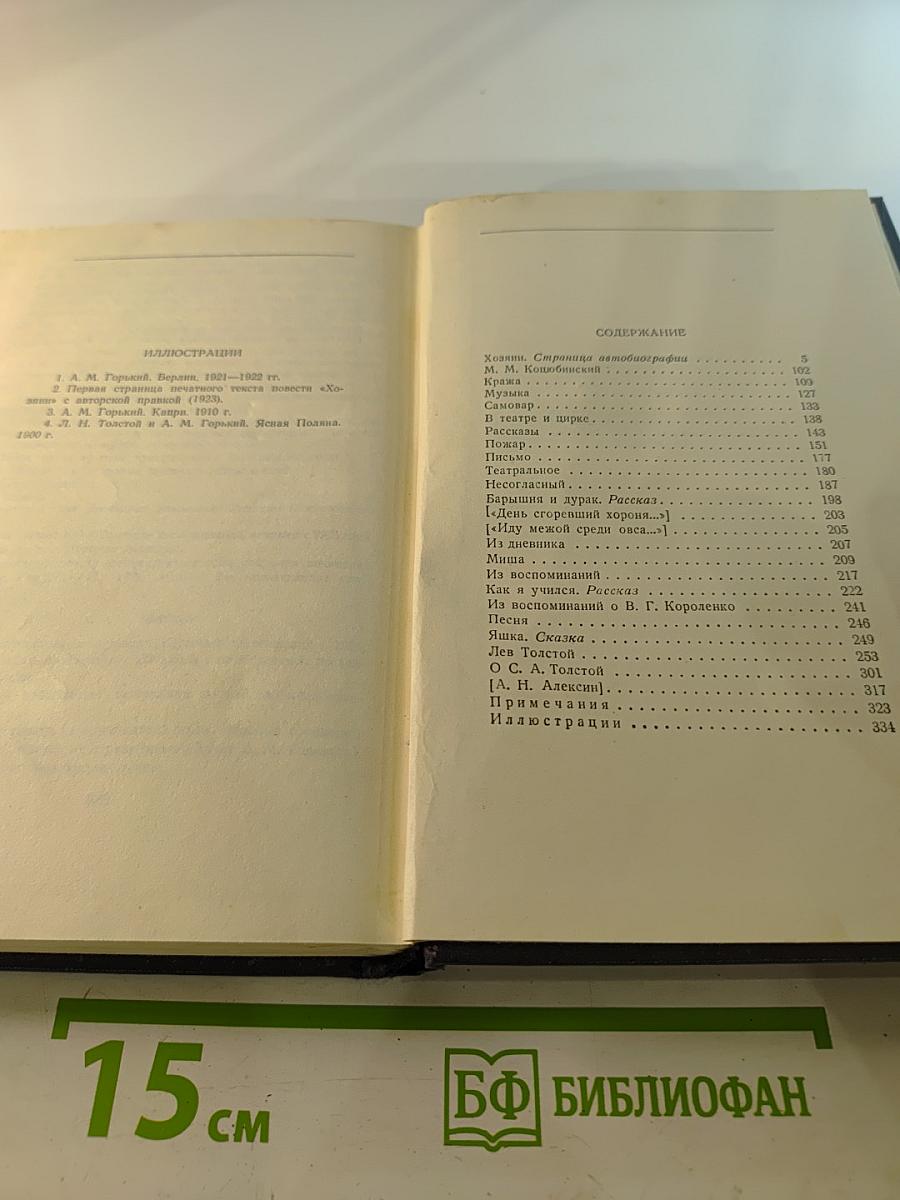 ИЛЛЮСТРАЦИИ
1. А. М. Горький. Берлин. 1921—1922 гг.
2. Первая страница печатного текста повести «Хо-
зяин» с авторской правкой (1923).
3. А. М. Горький. Капри. 1910 г.
4. Л. Н. Толстой и А. М. Горький. Ясная Поляна.
1900 г.
СОДЕРЖАНИЕ
Хозяин. Страница автобиографии . . . . . . . . . . 5
М. М. Коцюбинский . . . . . . . . . . . . . . . . . 102
Кража . . . . . . . . . . . . . . . . . . . . . . . 109
Музыка . . . . . . . . . . . . . . . . . . . . . . 127
Самовар . . . . . . . . . . . . . . . . . . . . . . 133
В театре и цирке . . . . . . . . . . . . . . . . . . 138
Рассказы . . . . . . . . . . . . . . . . . . . . . 143
Пожар . . . . . . . . . . . . . . . . . . . . . . . 151
Письмо . . . . . . . . . . . . . . . . . . . . . . 177
Театральное . . . . . . . . . . . . . . . . . . . . 180
Несогласный . . . . . . . . . . . . . . . . . . . . 187
Барышня и дурак. Рассказ . . . . . . . . . . . . . 198
[«День сгоревший хороня...»] . . . . . . . . . . . . 203
[«Иду межой среди овса...»] . . . . . . . . . . . . 205
Из дневника . . . . . . . . . . . . . . . . . . . . 207
Миша . . . . . . . . . . . . . . . . . . . . . . . 209
Из воспоминаний . . . . . . . . . . . . . . . . . . 217
Как я учился. Рассказ . . . . . . . . . . . . . . . 222
Из воспоминаний о В. Г. Короленко . . . . . . . . . 241
Песня . . . . . . . . . . . . . . . . . . . . . . . 246
Яшка. Сказка . . . . . . . . . . . . . . . . . . . 249
Лев Толстой . . . . . . . . . . . . . . . . . . . . 253
О С. А. Толстой . . . . . . . . . . . . . . . . . . 301
[А. Н. Алексин] . . . . . . . . . . . . . . . . . . 317
Примечания . . . . . . . . . . . . . . . . . . . . 323
Иллюстрации . . . . . . . . . . . . . . . . . . . . 334
15 см
БФ БИБЛИОФАН